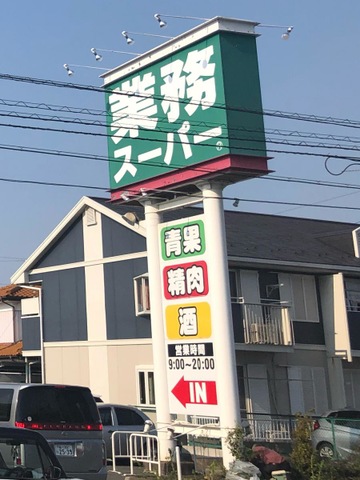 業務
スーパー
青果
精肉
酒
営業時間
9:00~20:00
IN